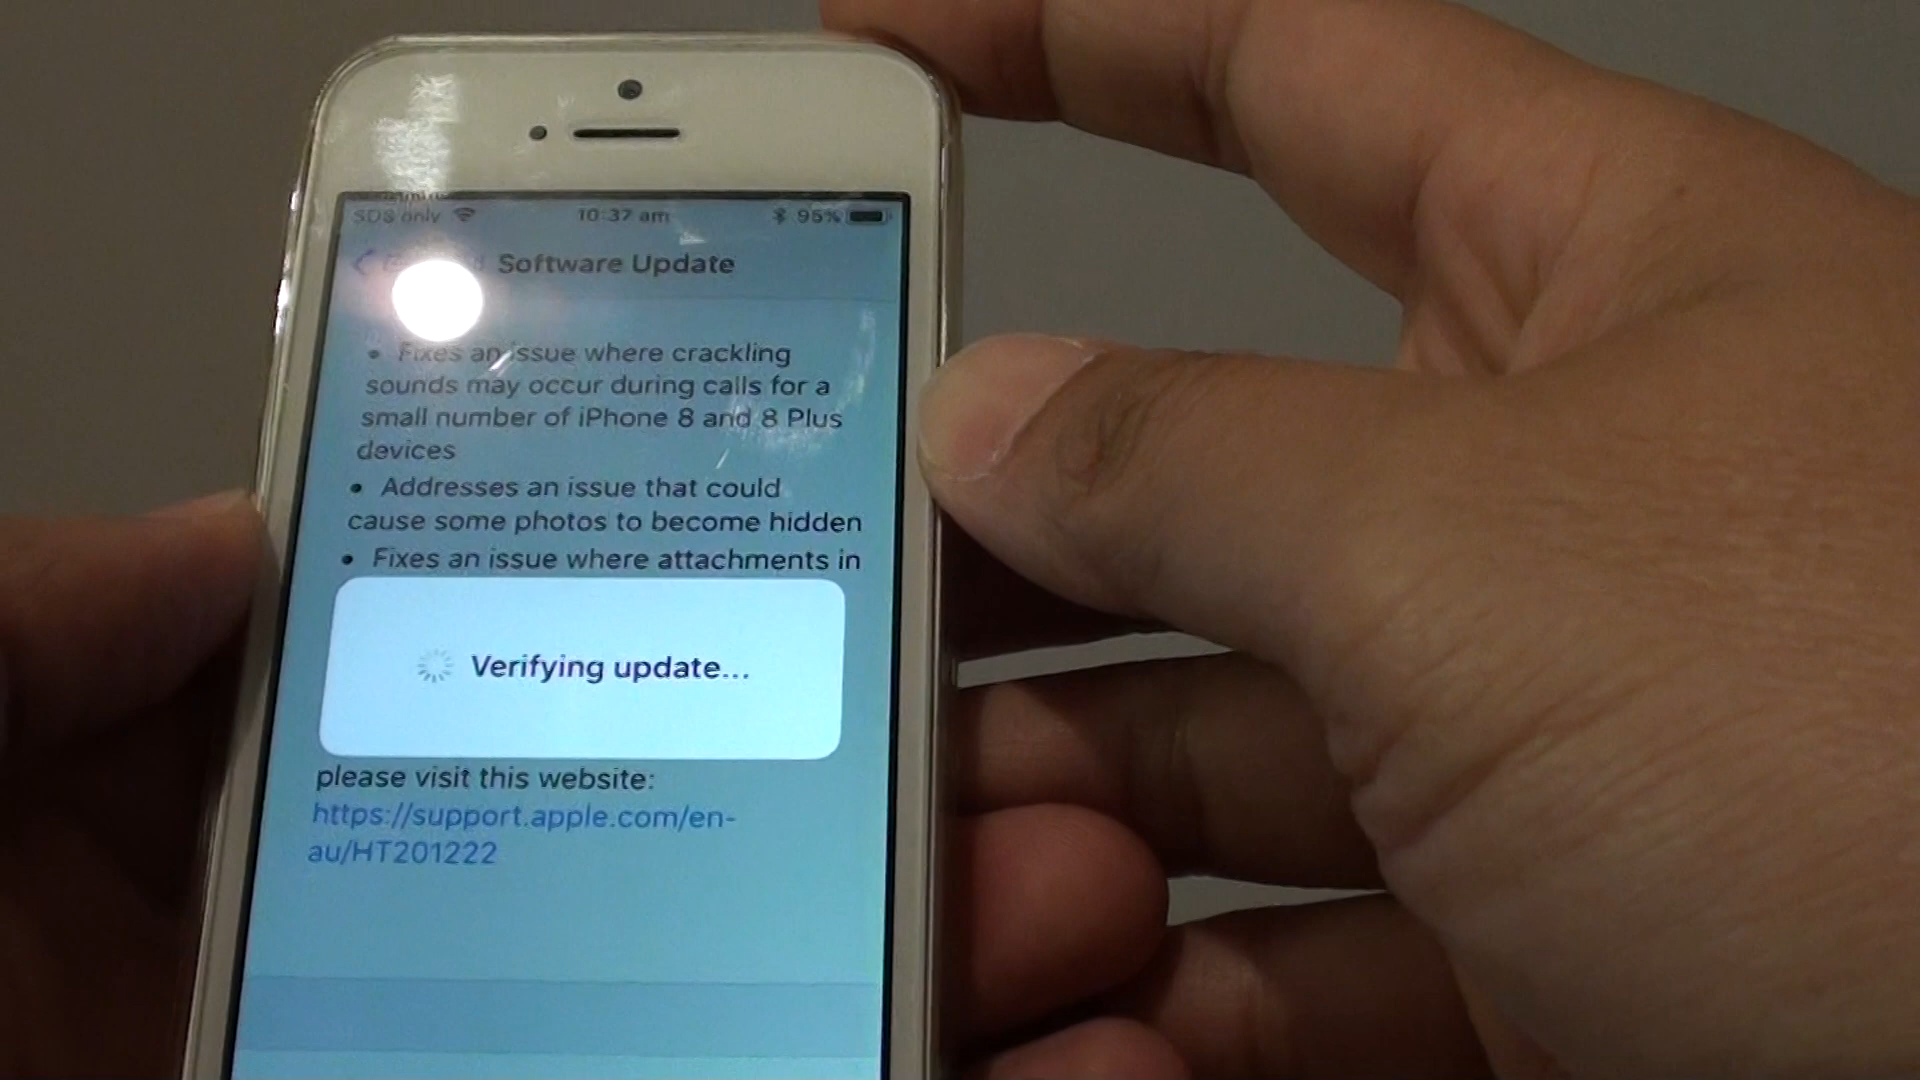 SOS only 10:37 am 95%
Software Update
• Fixes an issue where crackling
sounds may occur during calls for a
small number of iPhone 8 and 8 Plus
devices
• Addresses an issue that could
cause some photos to become hidden
• Fixes an issue where attachments in
Verifying update...
please visit this website:
https://support.apple.com/en-
au/HT201222